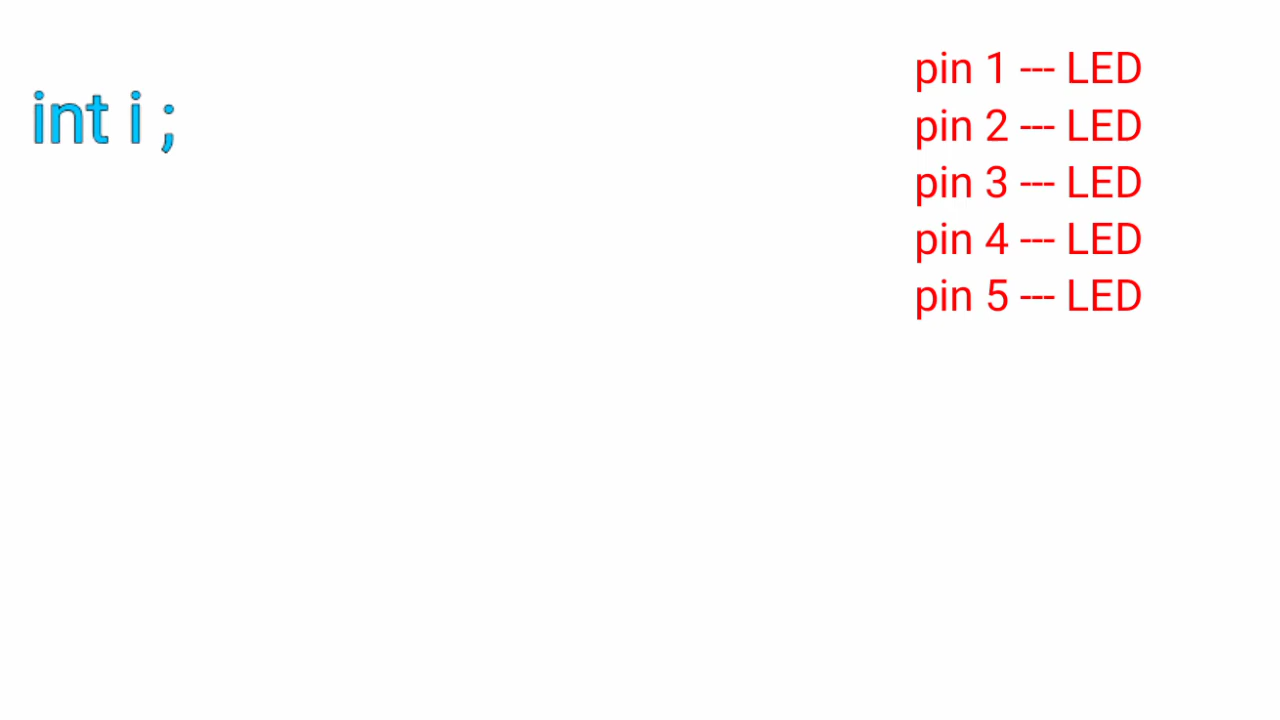 int i ;
pin 1 --- LED
pin 2 --- LED
pin 3 --- LED
pin 4 --- LED
pin 5 --- LED